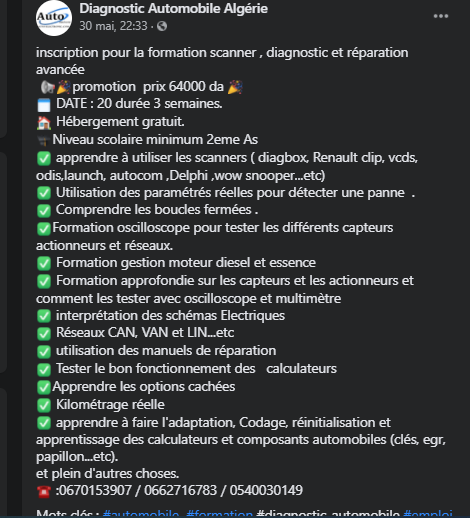 Auto
Diagnostic Automobile Algérie
30 mai, 22:33 ·
inscription pour la formation scanner , diagnostic et réparation
avancée
📢🎉promotion  prix 64000 da 🎉
🗓️ DATE : 20 durée 3 semaines.
🏠 Hébergement gratuit.
Niveau scolaire minimum 2eme As
✅ apprendre à utiliser les scanners ( diagbox, Renault clip, vcds,
odis,launch, autocom ,Delphi ,wow snooper...etc)
✅ Utilisation des paramétrés réelles pour détecter une panne  .
✅ Comprendre les boucles fermées .
✅Formation osciloscope pour tester les différents capteurs
actionneurs et réseaux.
✅ Formation gestion moteur diesel et essence
✅ Formation approfondie sur les capteurs et les actionneurs et
comment les tester avec osciloscope et multimètre
✅ interprétation des schémas Electriques
✅ Réseaux CAN, VAN et LIN...etc
✅ utilisation des manuels de réparation
✅ Tester le bon fonctionnement des   calculateurs
✅Apprendre les options cachées
✅ Kilométrage réelle
✅ apprendre à faire l'adaptation, Codage, réinitialisation et
apprentissage des calculateurs et composants automobiles (clés, egr,
papillon...etc).
et plein d'autres choses.
☎️ :0670153907 / 0662716783 / 0540030149
Mots clés : #automobile #formation #diagnostic automobile #emploi